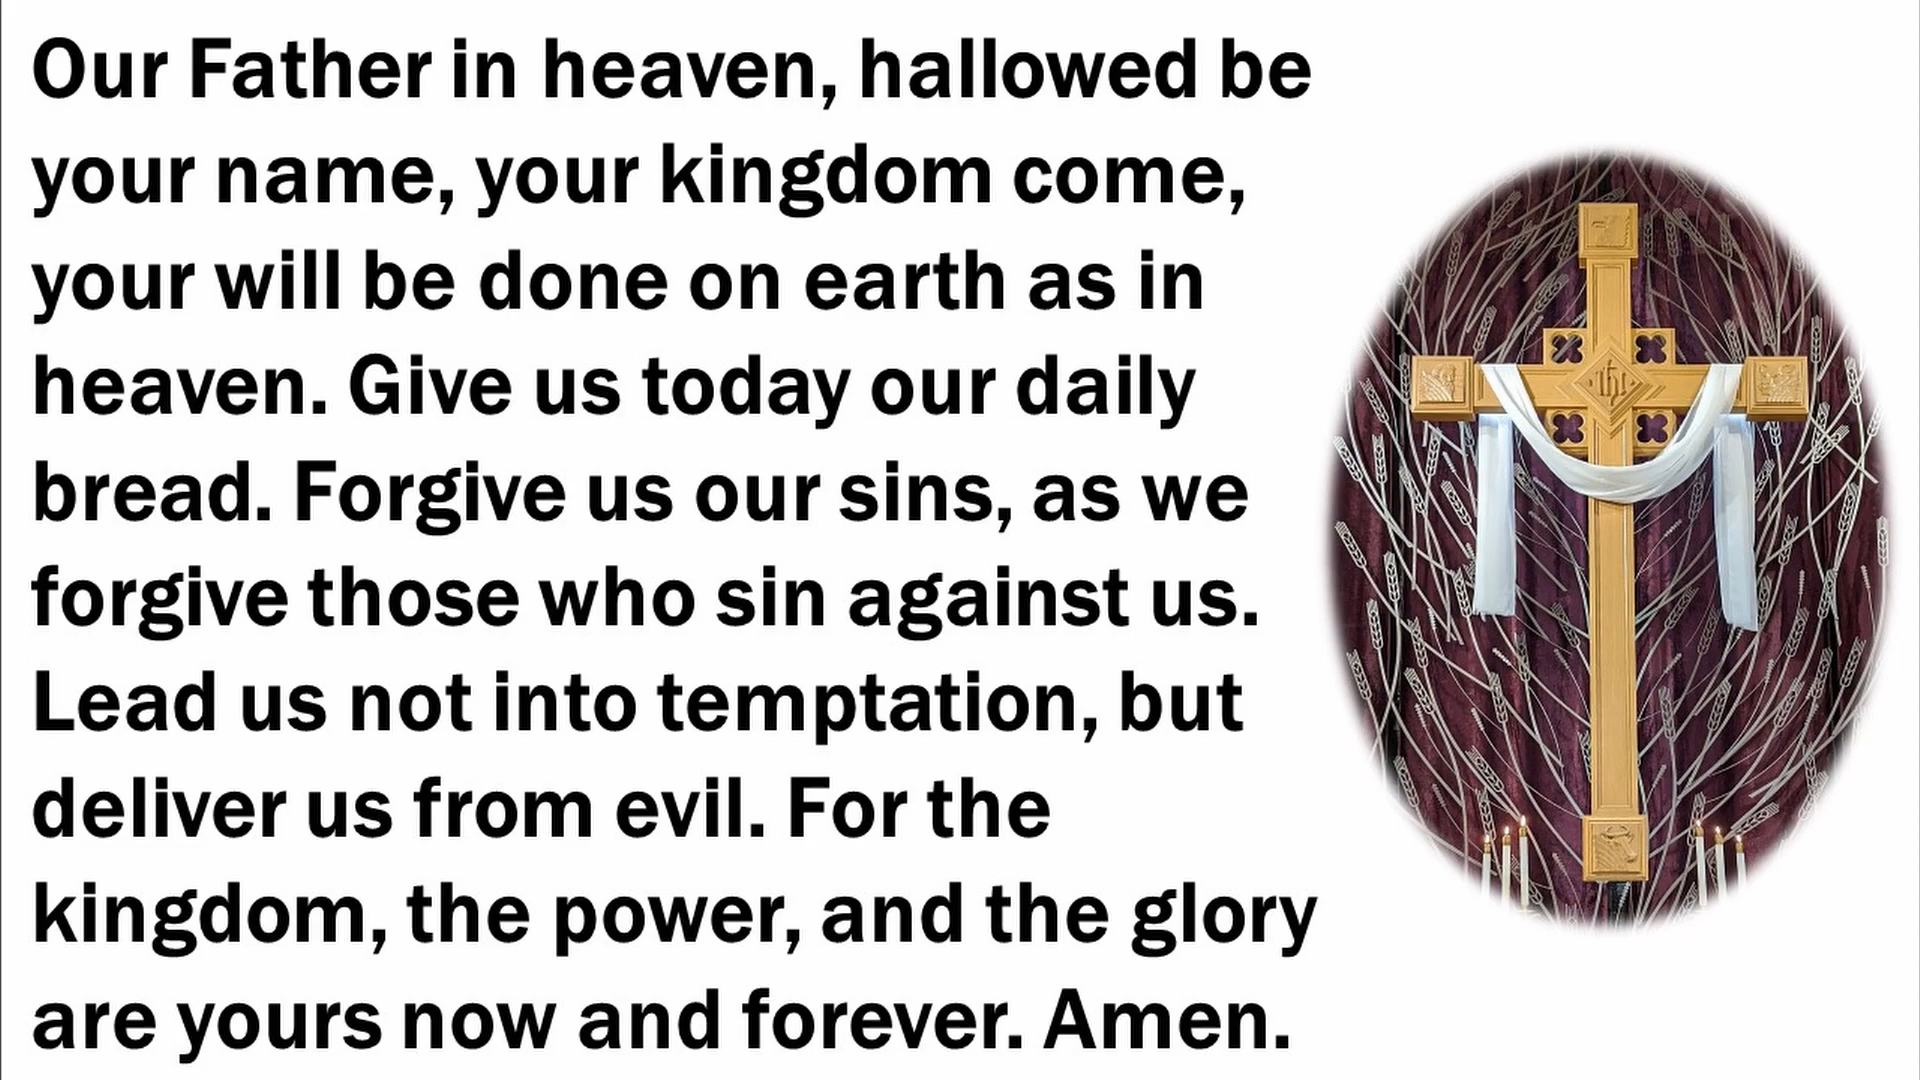 Our Father in heaven, hallowed be
your name, your kingdom come,
your will be done on earth as in
heaven. Give us today our daily
bread. Forgive us our sins, as we
forgive those who sin against us.
Lead us not into temptation, but
deliver us from evil. For the
kingdom, the power, and the glory
are yours now and forever. Amen.
ihs